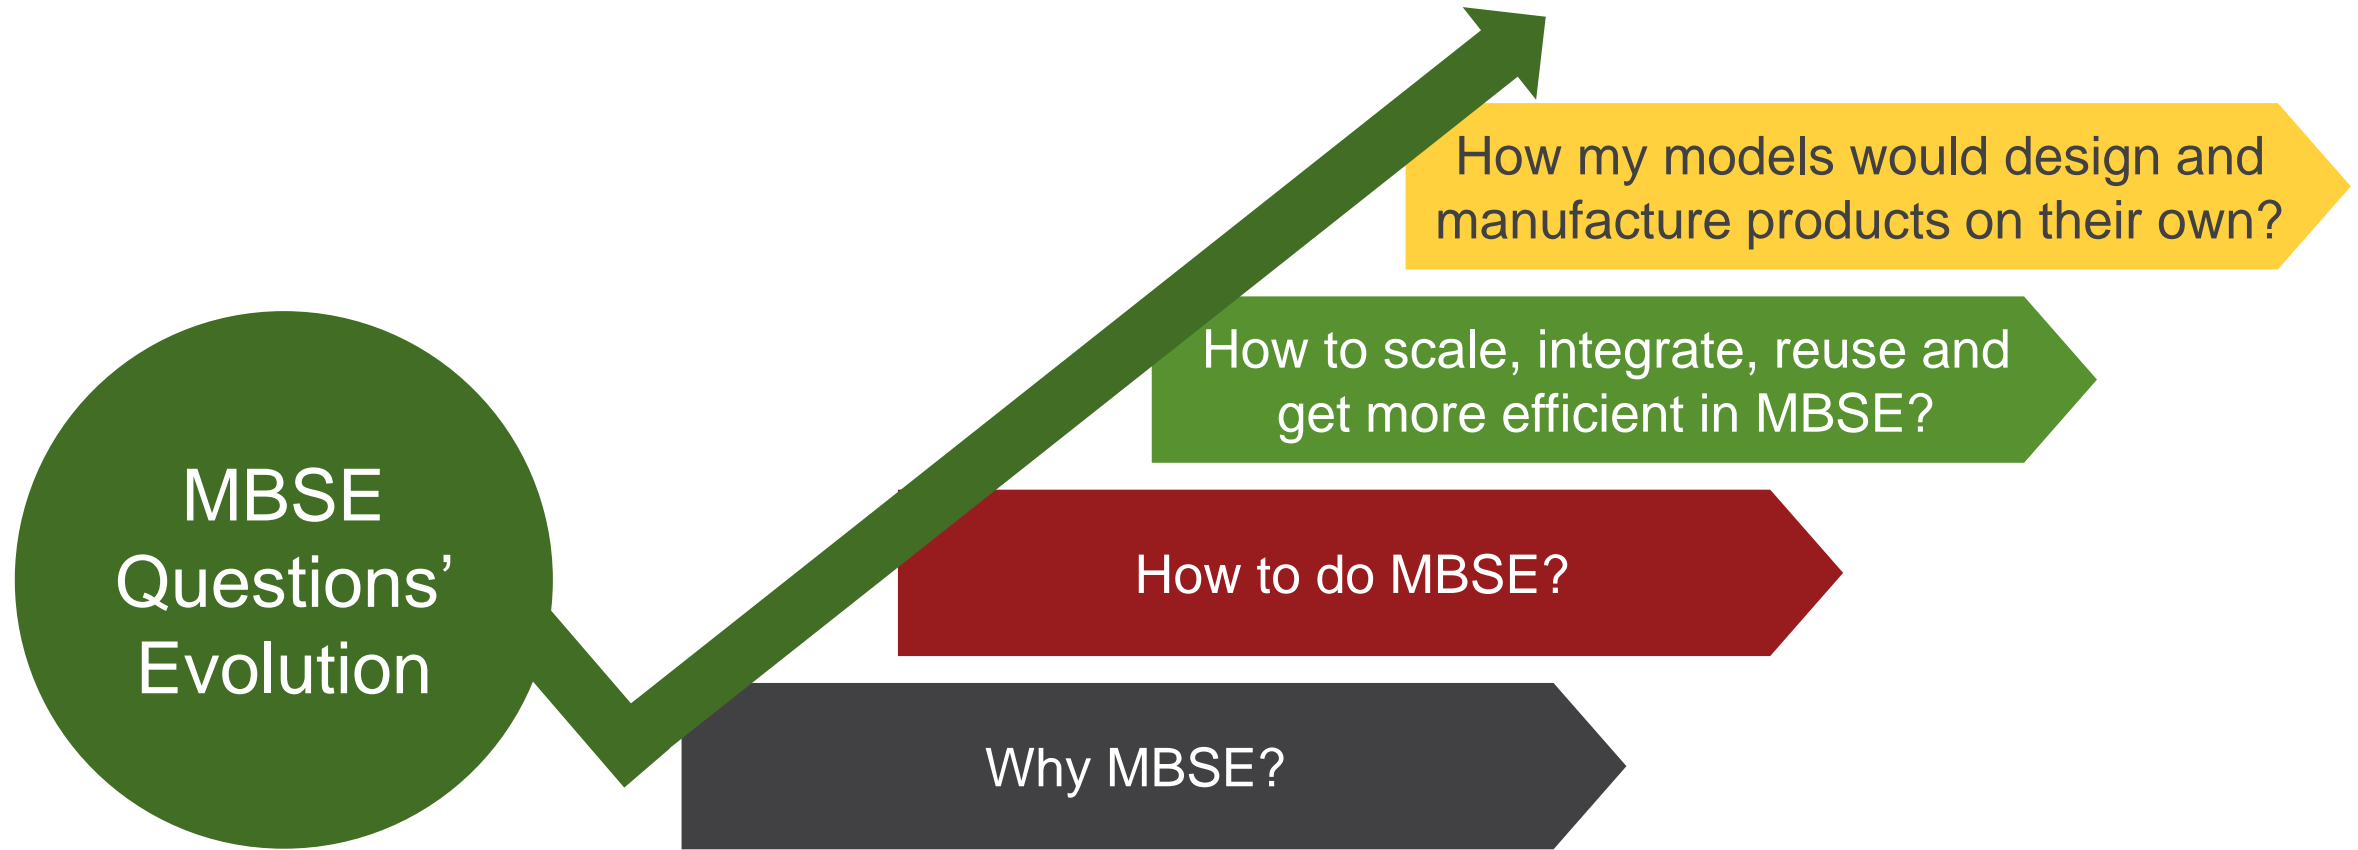 How my models would design and
manufacture products on their own?
How to scale, integrate, reuse and
get more efficient in MBSE?
MBSE
Questions’
Evolution
How to do MBSE?
Why MBSE?